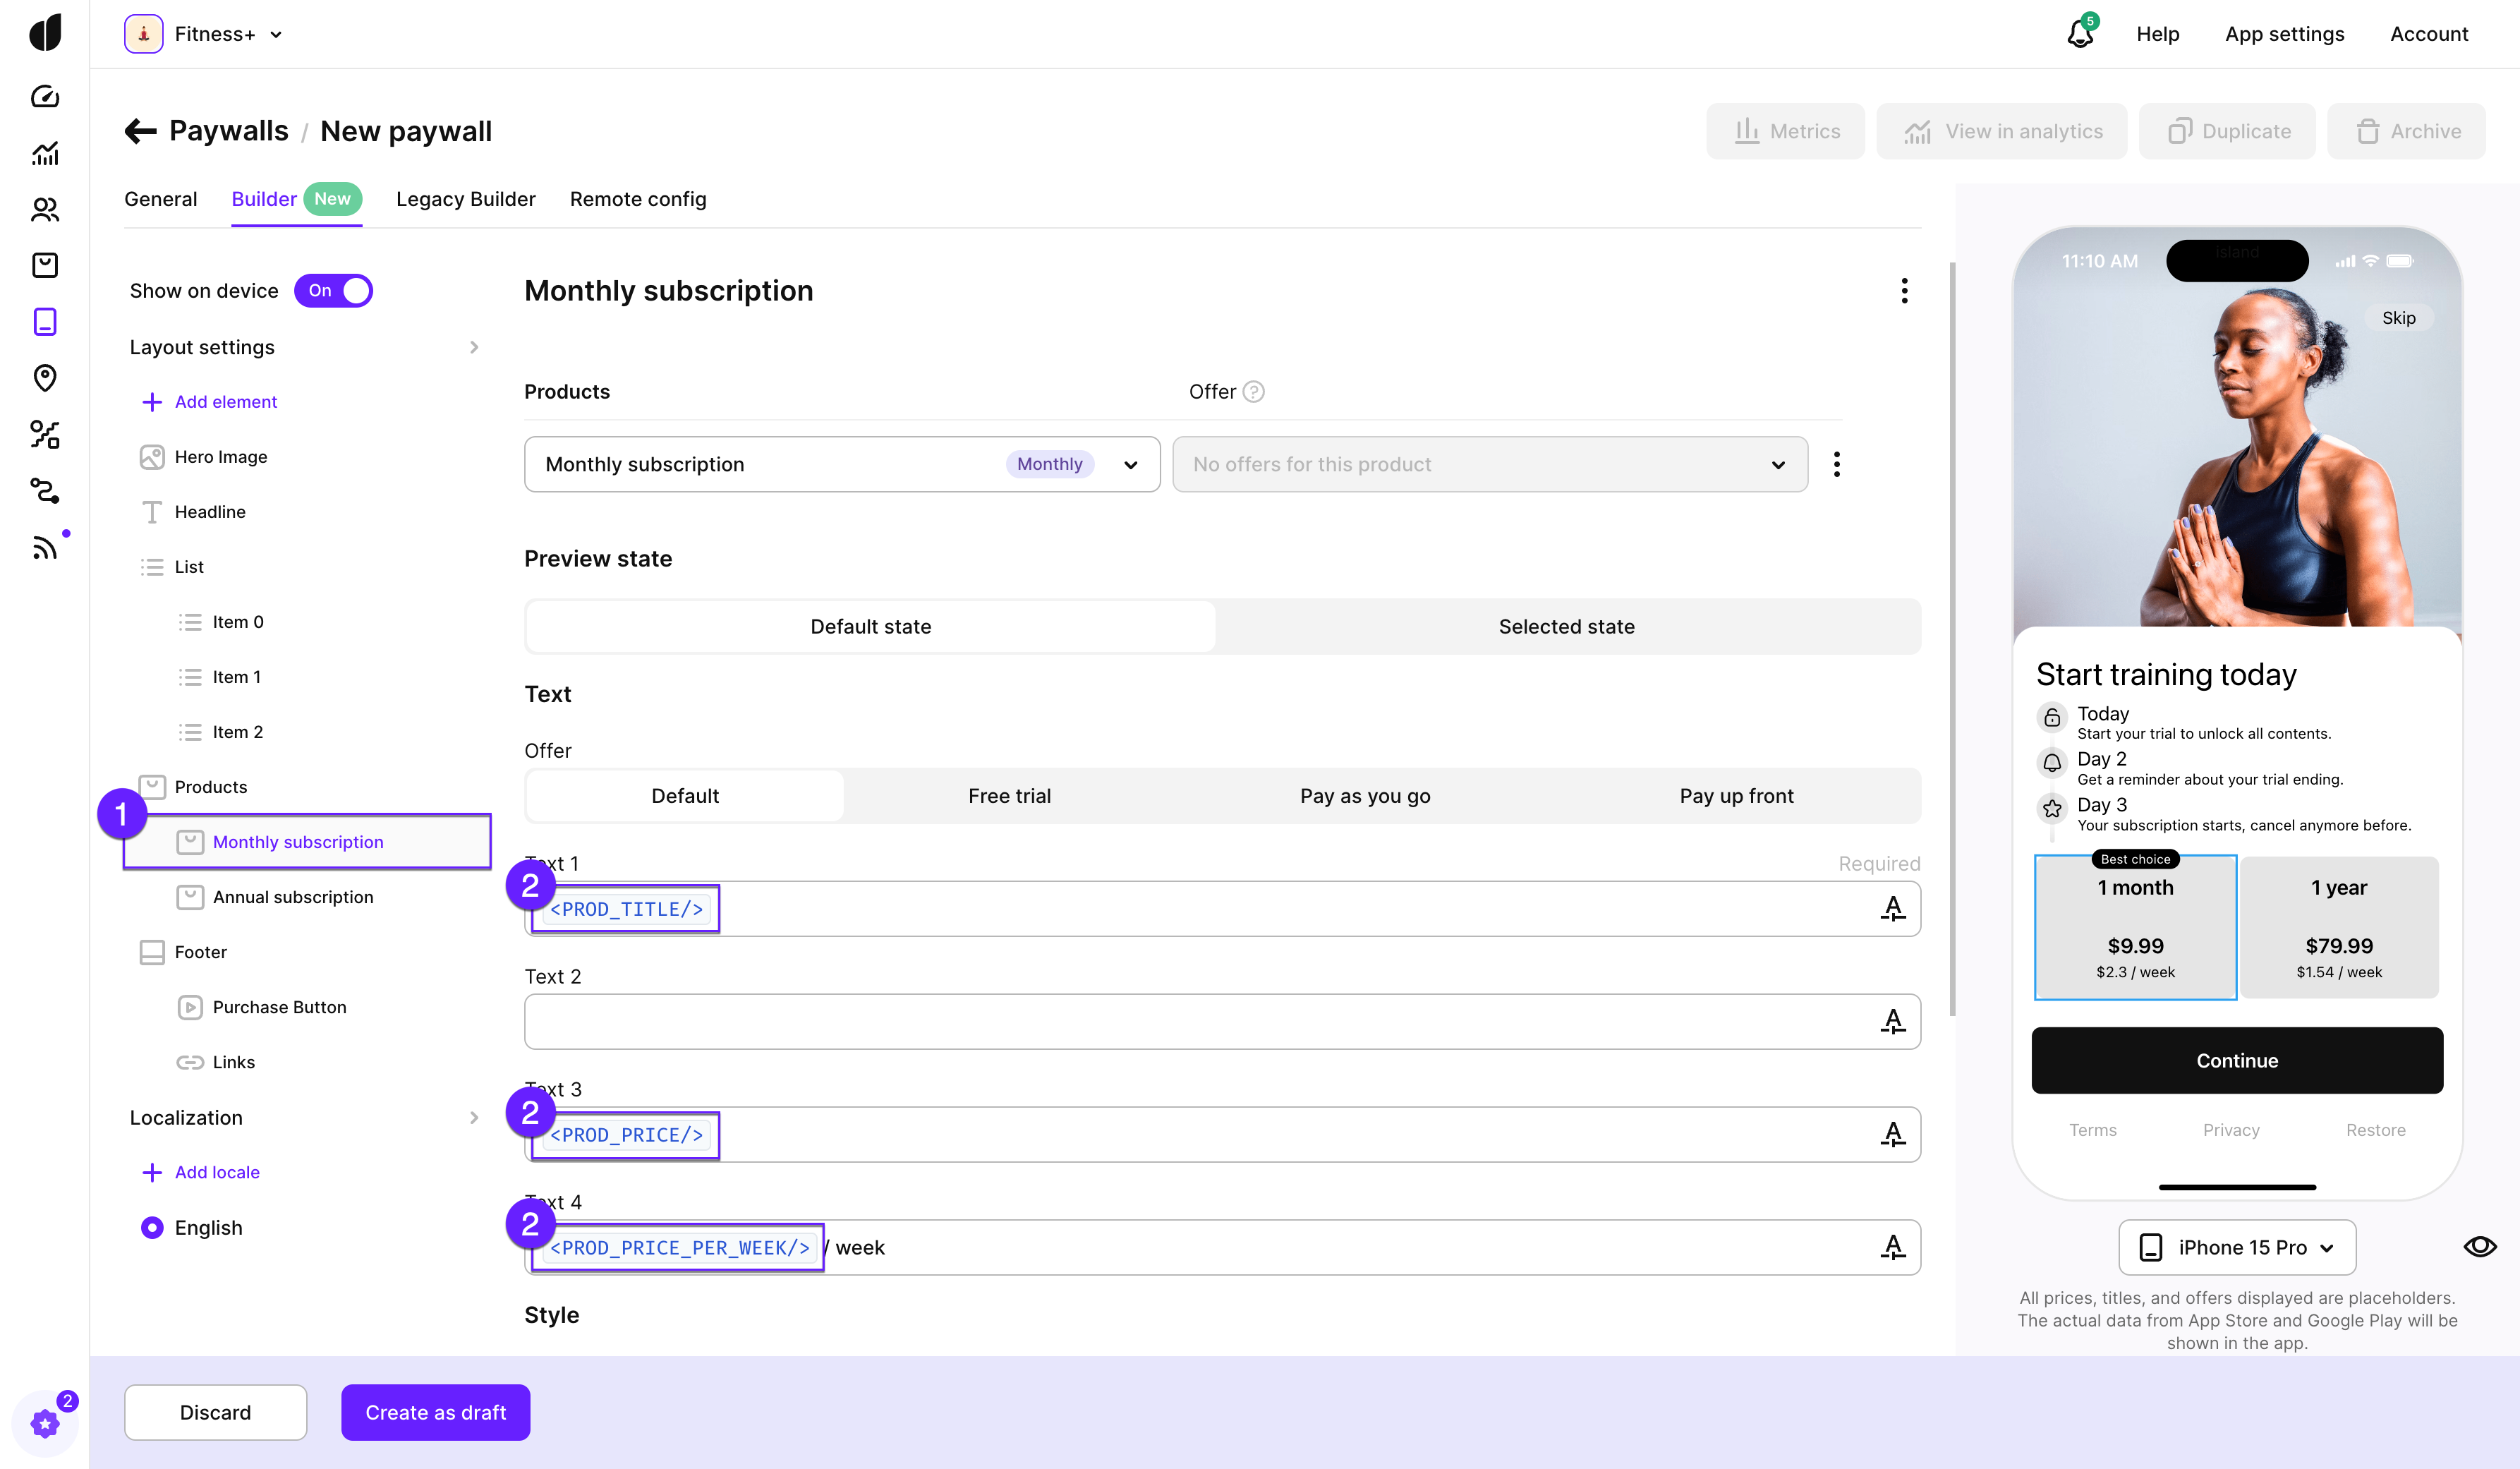 Fitness+
5
Help
App settings
Account
Paywalls / New paywall
Metrics
View in analytics
Duplicate
Archive
General
Builder New
Legacy Builder
Remote config
Show on device On
Layout settings
Add element
Hero Image
Headline
List
Item 0
Item 1
Item 2
Products
1
Monthly subscription
Annual subscription
Footer
Purchase Button
Links
Localization
Add locale
English
Monthly subscription
Products
Offer ?
Monthly subscription Monthly
No offers for this product
Preview state
Default state
Selected state
Text
Offer
Default
Free trial
Pay as you go
Pay up front
Text 1
Required
2
<PROD_TITLE/>
Text 2
Text 3
2
<PROD_PRICE/>
Text 4
2
<PROD_PRICE_PER_WEEK/> / week
Style
11:10 AM
island
Skip
Start training today
Today
Start your trial to unlock all contents.
Day 2
Get a reminder about your trial ending.
Day 3
Your subscription starts, cancel anymore before.
Best choice
1 month
$9.99
$2.3 / week
1 year
$79.99
$1.54 / week
Continue
Terms
Privacy
Restore
iPhone 15 Pro
All prices, titles, and offers displayed are placeholders.
The actual data from App Store and Google Play will be
shown in the app.
2
Discard
Create as draft